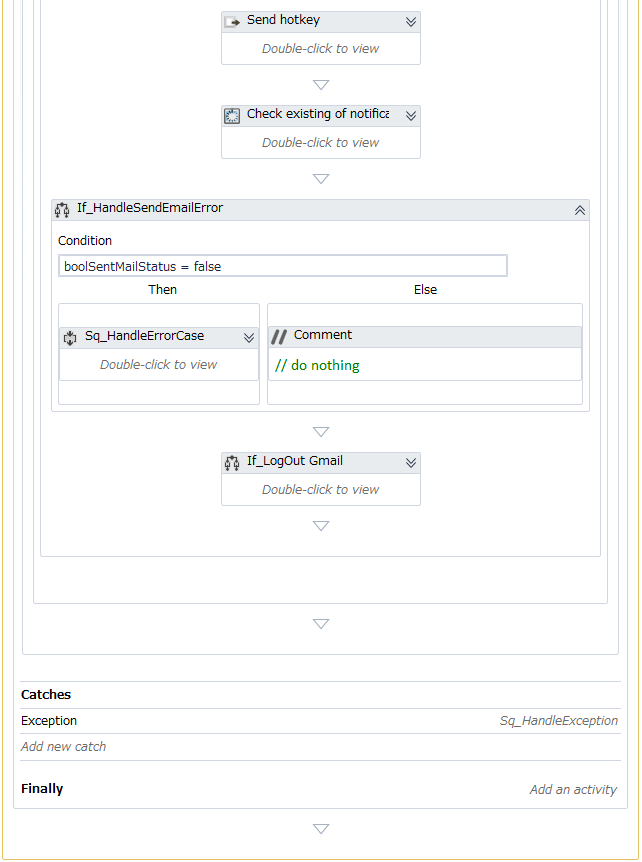 Send hotkey
Double-click to view
Check existing of notifica
Double-click to view
If_HandleSendEmailError
Condition
boolSentMailStatus = false
Then
Else
Sq_HandleErrorCase
Double-click to view
Comment
// do nothing
If_LogOut Gmail
Double-click to view
Catches
Exception
Sq_HandleException
Add new catch
Finally
Add an activity